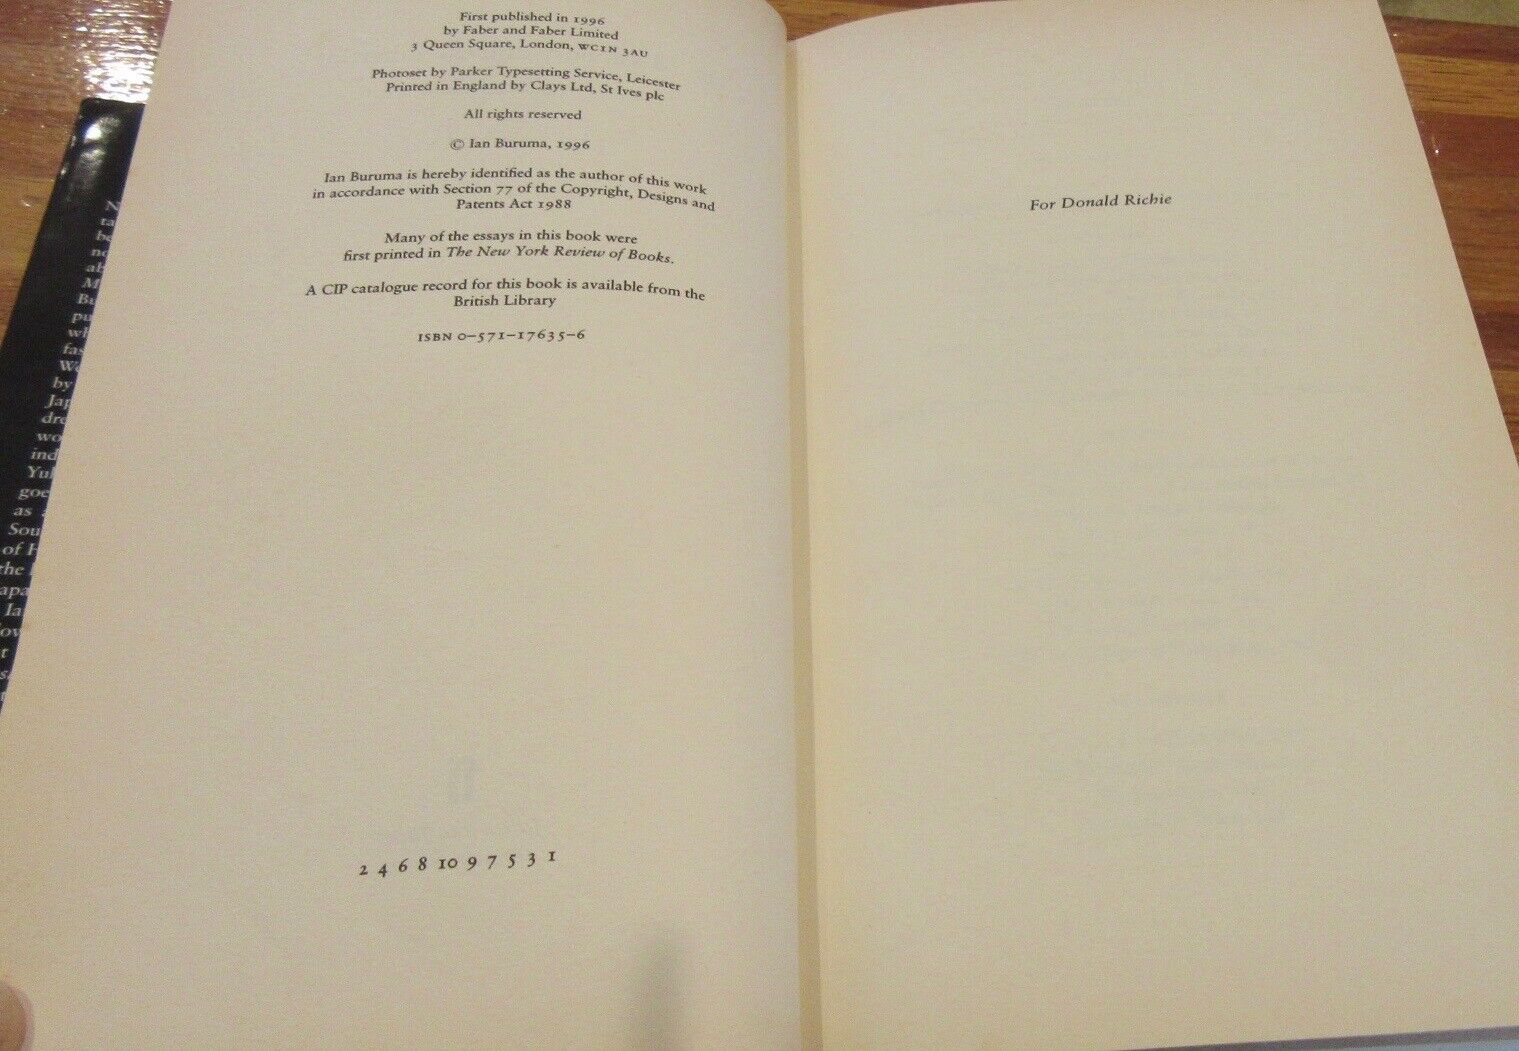 First published in 1996
by Faber and Faber Limited
3 Queen Square, London, WC1N 3AU
Photoset by Parker Typesetting Service, Leicester
Printed in England by Clays Ltd, St Ives plc
All rights reserved
© Ian Buruma, 1996
Ian Buruma is hereby identified as the author of this work
in accordance with Section 77 of the Copyright, Designs and
Patents Act 1988
Many of the essays in this book were
first printed in The New York Review of Books.
A CIP catalogue record for this book is available from the
British Library
ISBN 0–571–17635–6
2 4 6 8 10 9 7 5 3 1
For Donald Richie
by
as
of
the